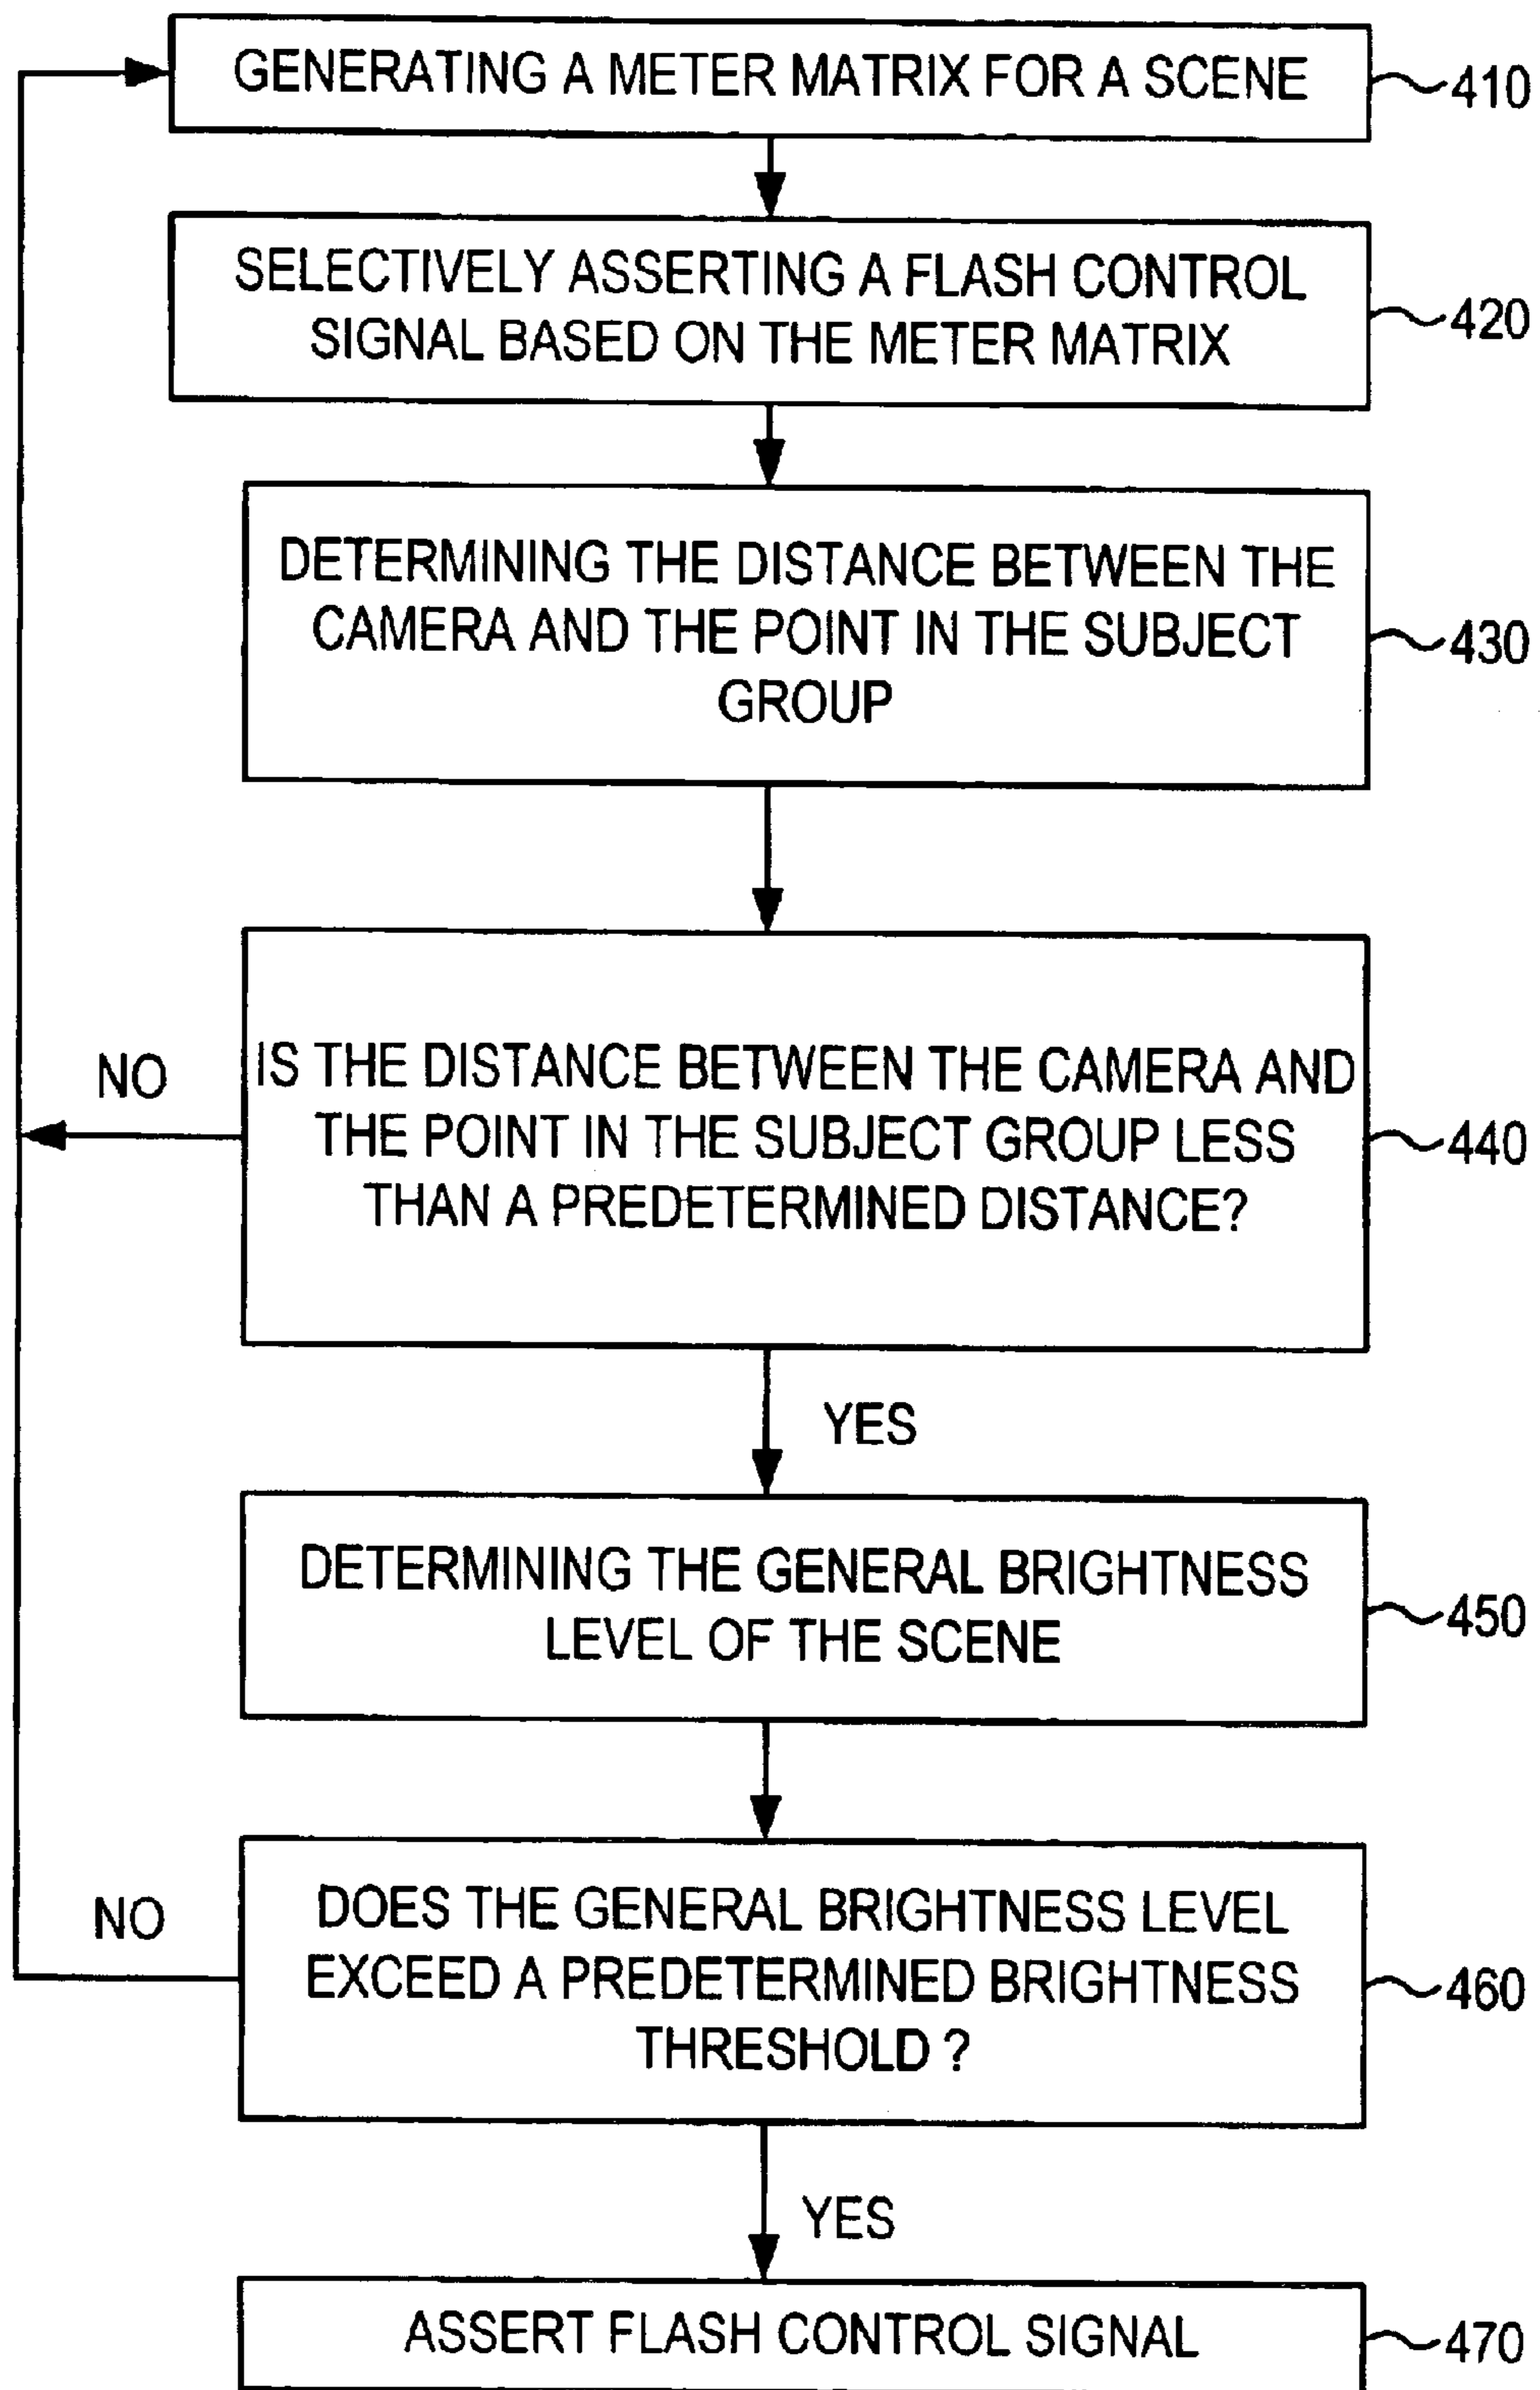 GENERATING A METER MATRIX FOR A SCENE
410
SELECTIVELY ASSERTING A FLASH CONTROL
SIGNAL BASED ON THE METER MATRIX
420
DETERMINING THE DISTANCE BETWEEN THE
CAMERA AND THE POINT IN THE SUBJECT
GROUP
430
NO
IS THE DISTANCE BETWEEN THE CAMERA AND
THE POINT IN THE SUBJECT GROUP LESS
THAN A PREDETERMINED DISTANCE?
440
YES
DETERMINING THE GENERAL BRIGHTNESS
LEVEL OF THE SCENE
450
NO
DOES THE GENERAL BRIGHTNESS LEVEL
EXCEED A PREDETERMINED BRIGHTNESS
THRESHOLD ?
460
YES
ASSERT FLASH CONTROL SIGNAL
470